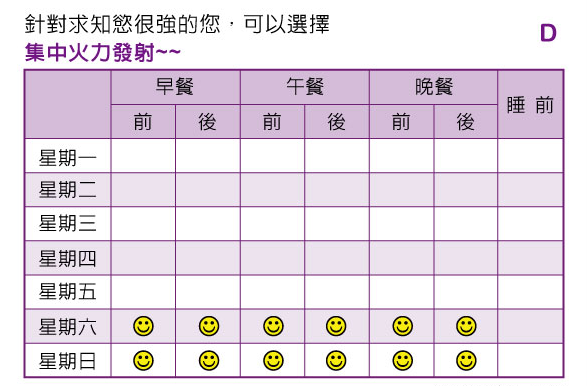 針對求知慾很強的您，可以選擇
D
集中火力發射~~
早餐 午餐 晚餐 睡 前
前 後 前 後 前 後
星期一
星期二
星期三
星期四
星期五
星期六
星期日